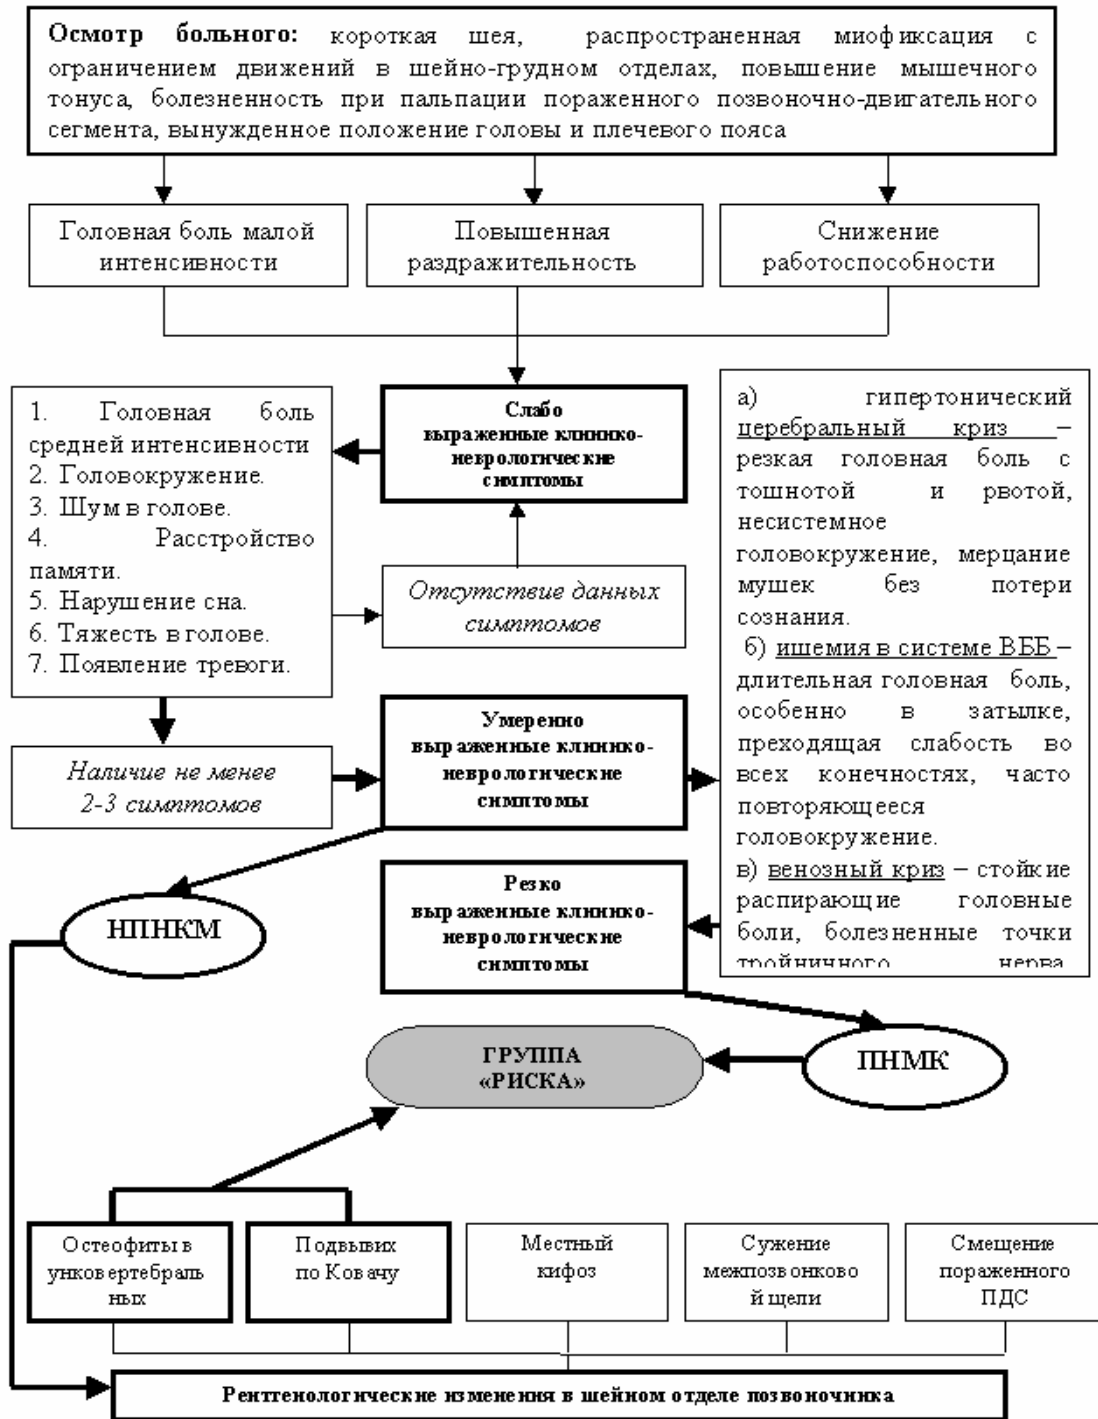 Осмотр больного: короткая шея, распространенная миофиксация с
ограничением движений в шейно-грудном отделах, повышение мышечного
тонуса, болезненность при пальпации пораженного позвоночно-двигательного
сегмента, вынужденное положение головы и плечевого пояса
Головная боль малой
интенсивности
Повышенная
раздражительность
Снижение
работоспособности
1. Головная боль
средней интенсивности
2. Головокружение.
3. Шум в голове.
4. Расстройство
памяти.
5. Нарушение сна.
6. Тяжесть в голове.
7. Появление тревоги.
Слабо
выраженные клинико-
неврологические
симптомы
Отсутствие данных
симптомов
а) гипертонический
церебральный криз –
резкая головная боль с
тошнотой и рвотой,
несистемное
головокружение, мерцание
мушек без потери
сознания.
б) ишемия в системе ВББ –
длительная головная боль,
особенно в затылке,
преходящая слабость во
всех конечностях, часто
повторяющееся
головокружение.
в) венозный криз – стойкие
распирающие головные
боли, болезненные точки
тройничного нерва.
Наличие не менее
2-3 симптомов
Умеренно
выраженные клинико-
неврологические
симптомы
НПНКМ
Резко
выраженные клинико-
неврологические
симптомы
ГРУППА
«РИСКА»
ПНМК
Остеофиты в
унковертебраль
ных
Подвывих
по Ковачу
Местный
кифоз
Сужение
межпозвонково
й щели
Смещение
пораженного
ПДС
Рентгенологические изменения в шейном отделе позвоночника